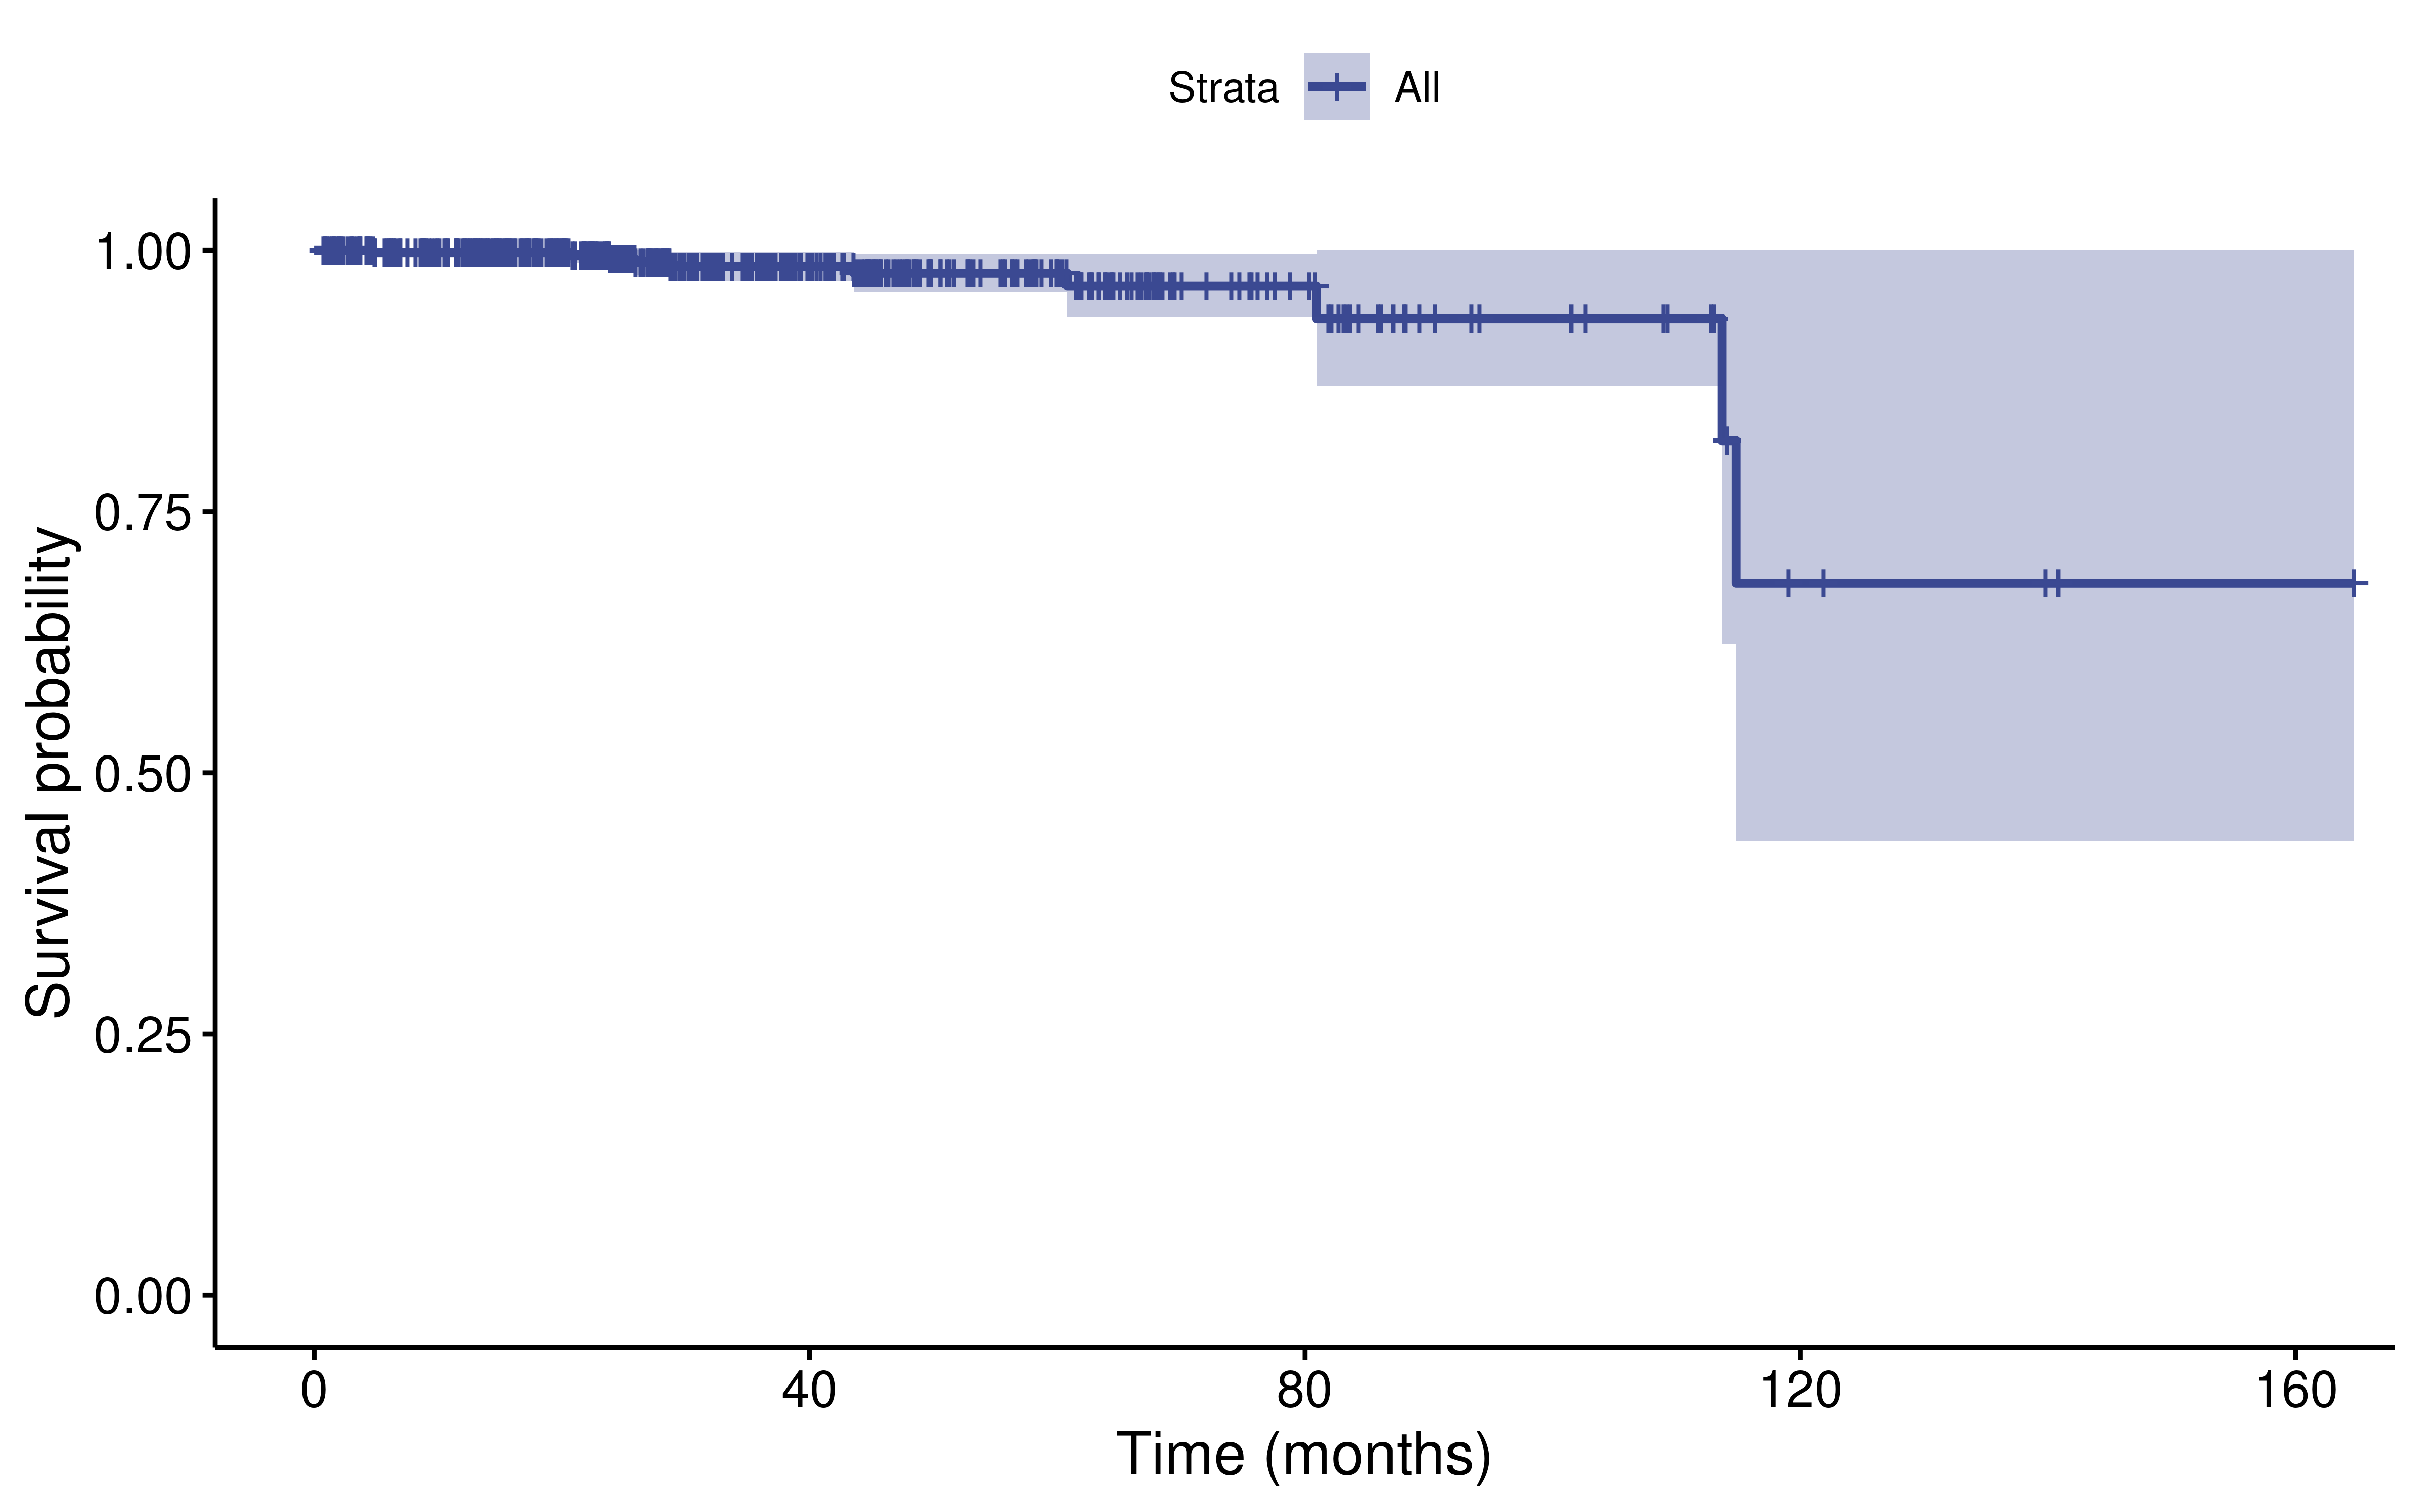 Strata All
1.00
0.75
0.50
0.25
0.00
Survival probability
0 40 80 120 160
Time (months)